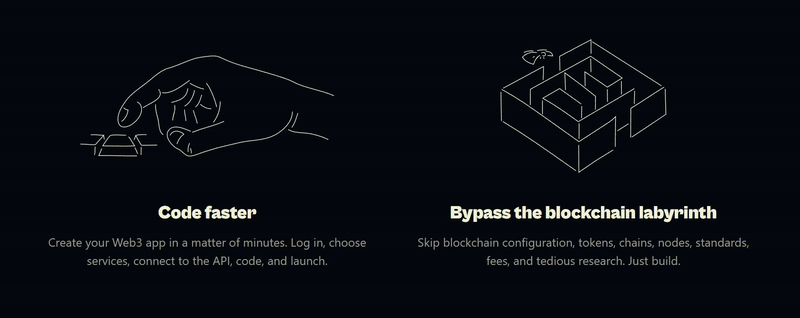 Code faster
Create your Web3 app in a matter of minutes. Log in, choose
services, connect to the API, code, and launch.
Bypass the blockchain labyrinth
Skip blockchain configuration, tokens, chains, nodes, standards,
fees, and tedious research. Just build.